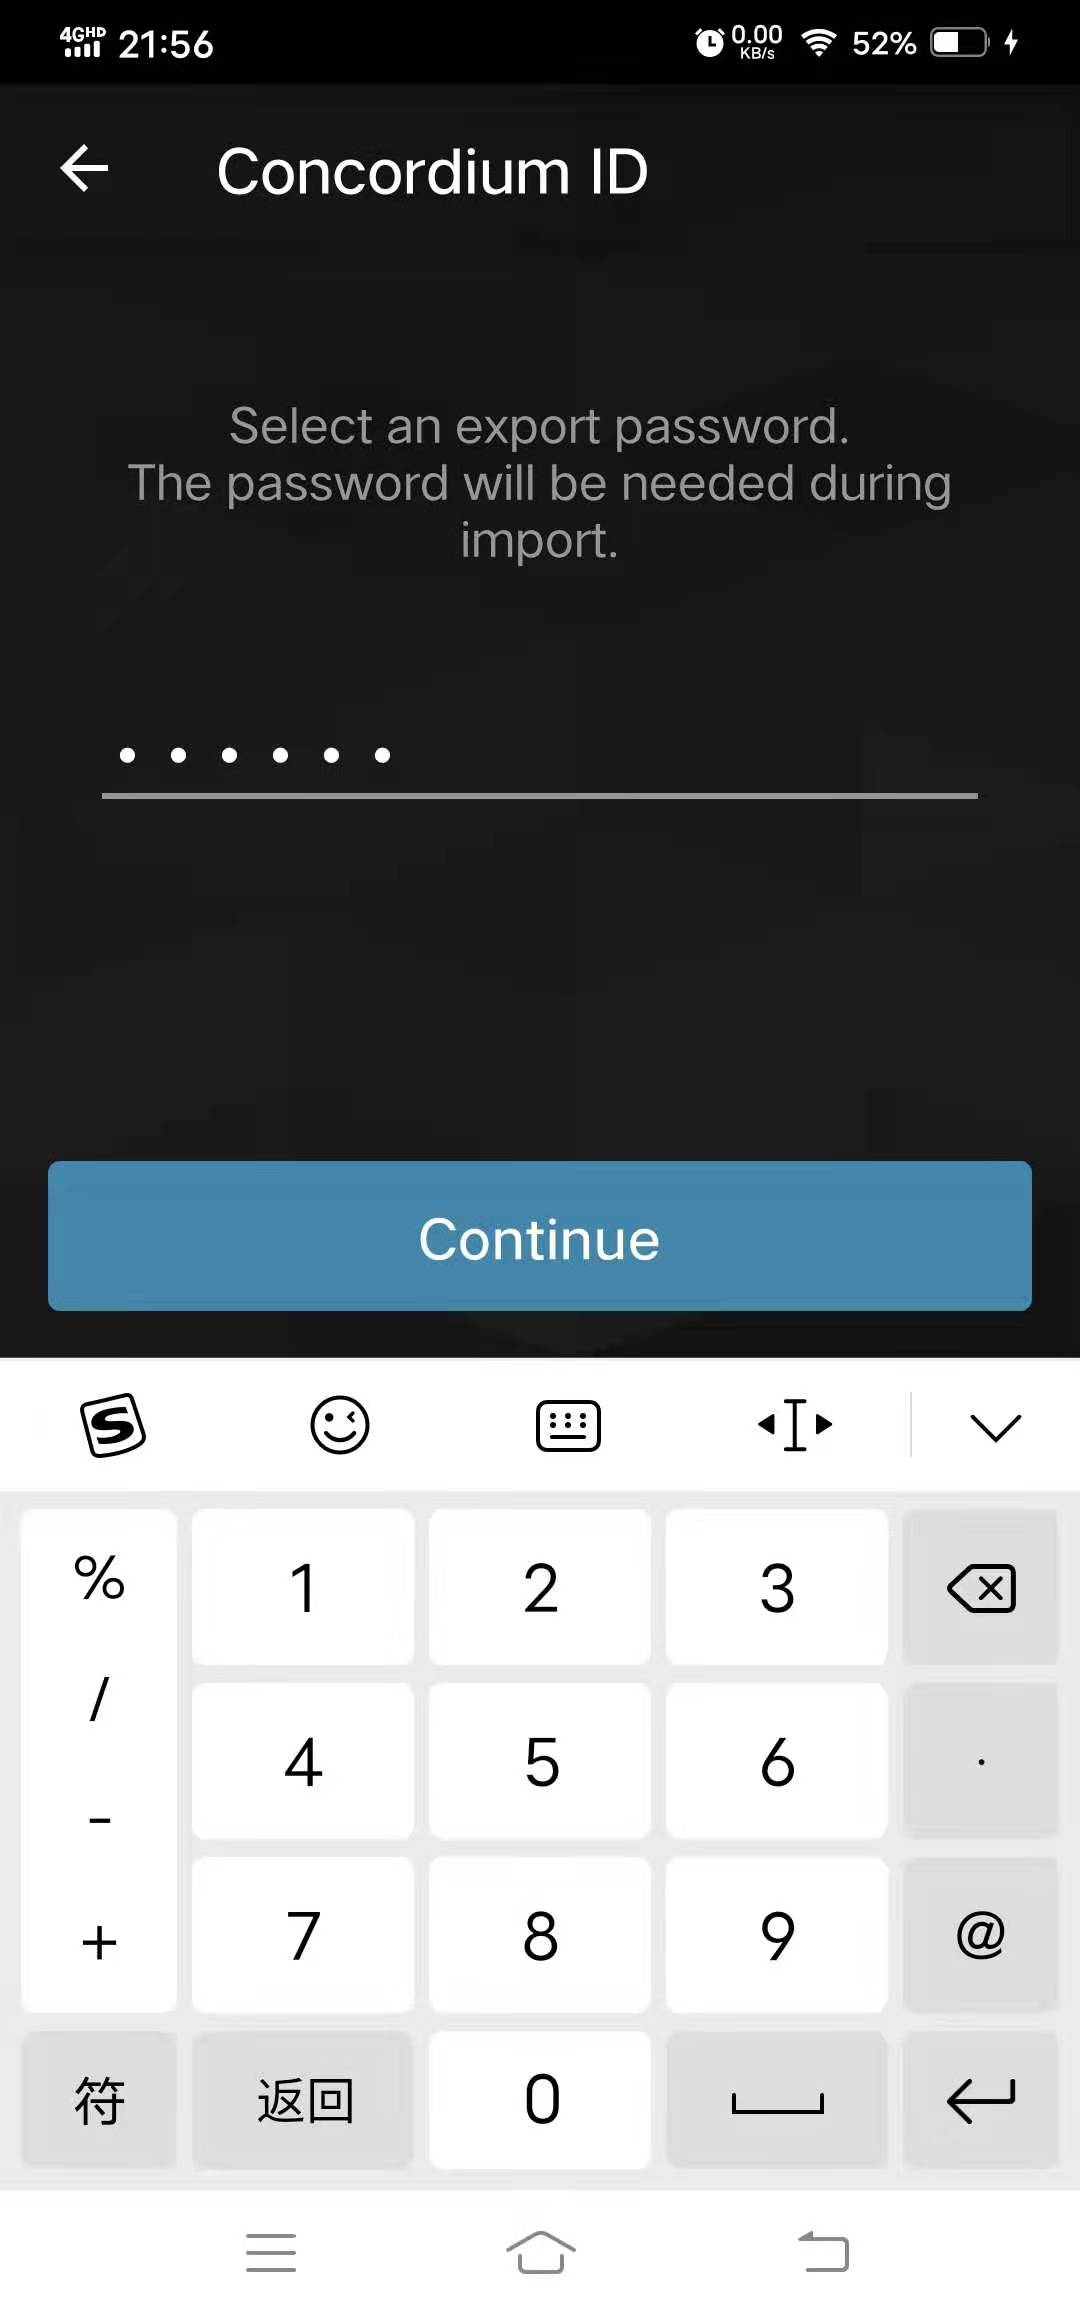 4GHD 21:56 0.00 KB/s 52%
Concordium ID
Select an export password.
The password will be needed during
import.
Continue
% 1 2 3
/ 4 5 6 .
- 7 8 9 @
+
符 返回 0